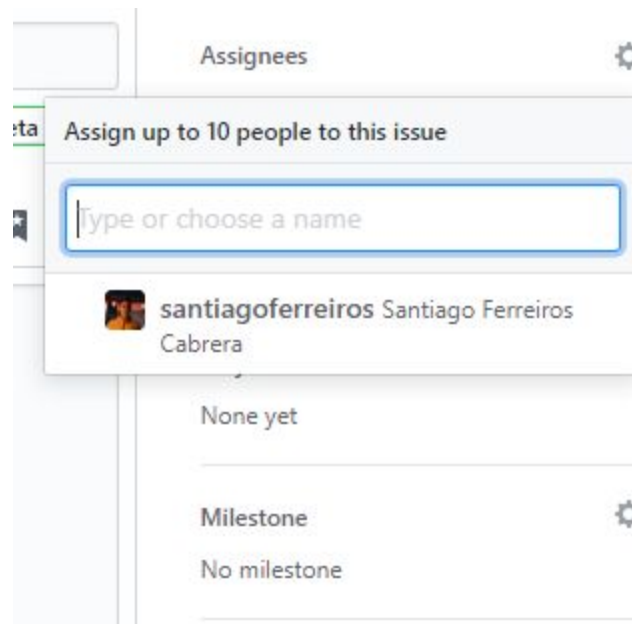 Assignees
eta
Assign up to 10 people to this issue
Type or choose a name
santiagoferreiros Santiago Ferreiros
Cabrera
None yet
Milestone
No milestone